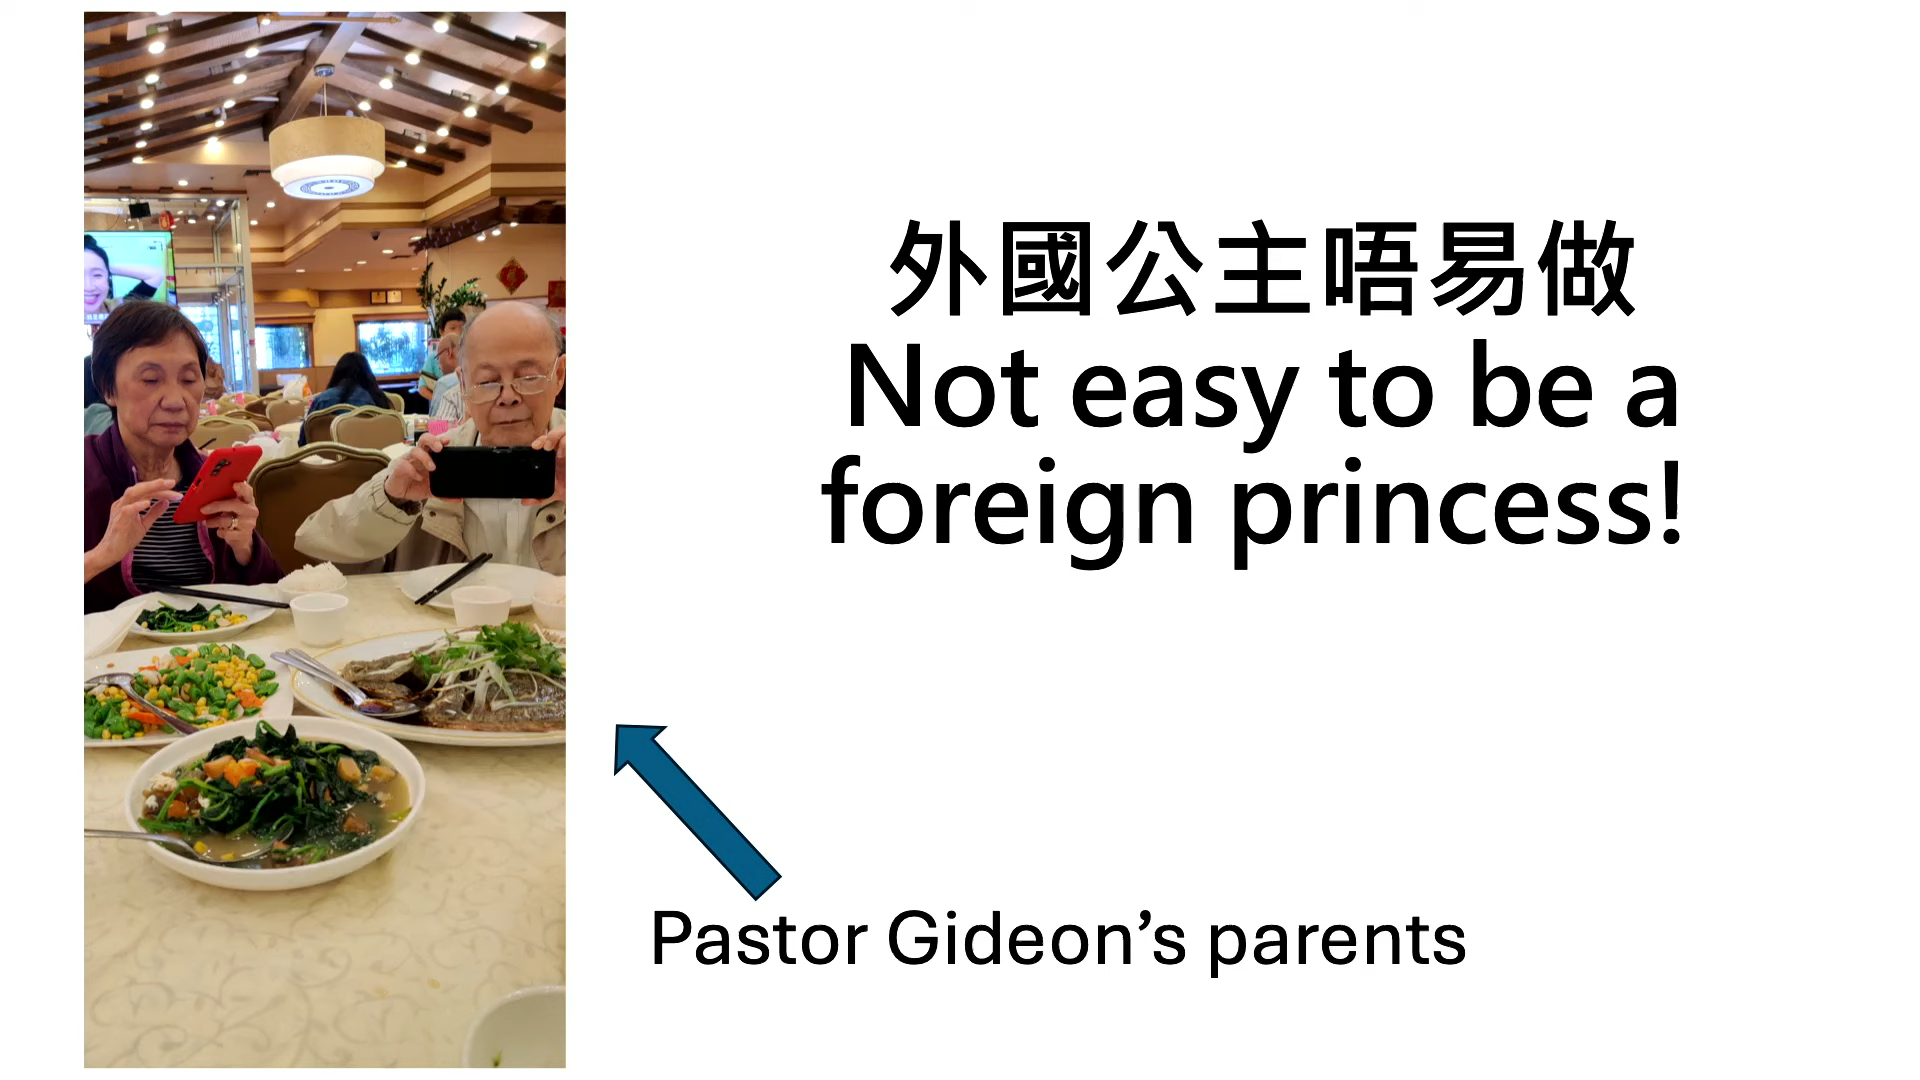 外國公主唔易做
Not easy to be a
foreign princess!
Pastor Gideon’s parents